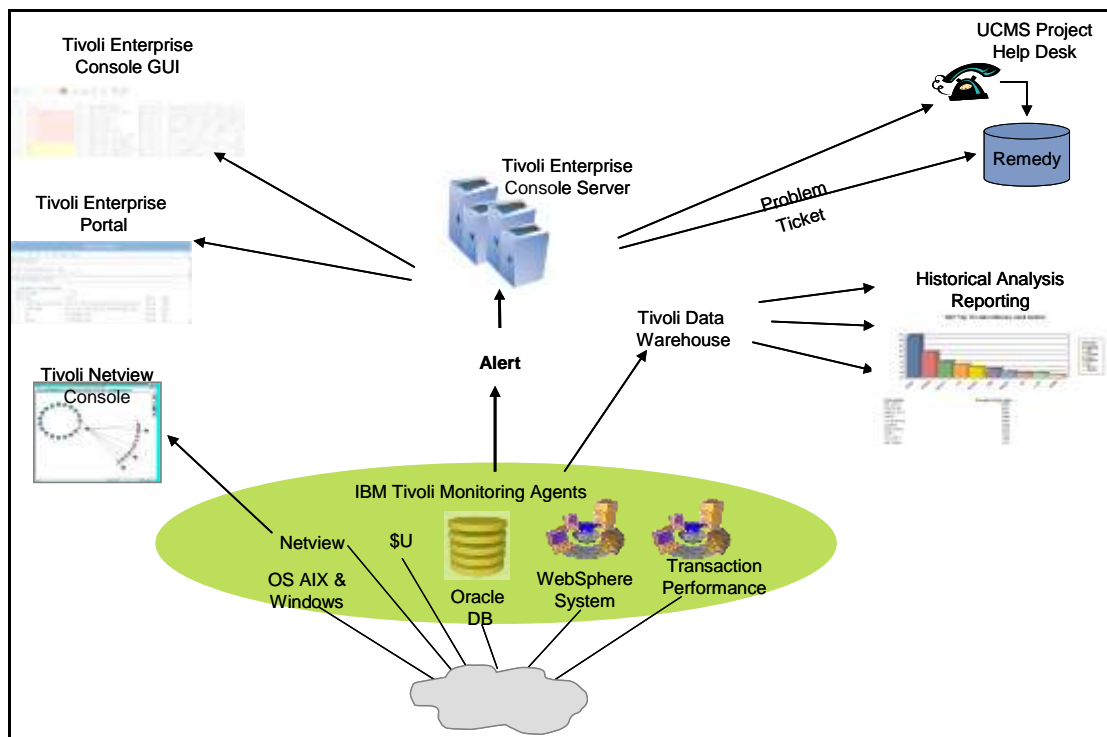 Tivoli Enterprise
Console GUI
UCMS Project
Help Desk
Remedy
Tivoli Enterprise
Console Server
Problem
Ticket
Tivoli Enterprise
Portal
Historical Analysis
Reporting
Tivoli Data
Warehouse
Alert
Tivoli Netview
Console
IBM Tivoli Monitoring Agents
Netview
$U
OS AIX &
Windows
Oracle
DB
WebSphere
System
Transaction
Performance